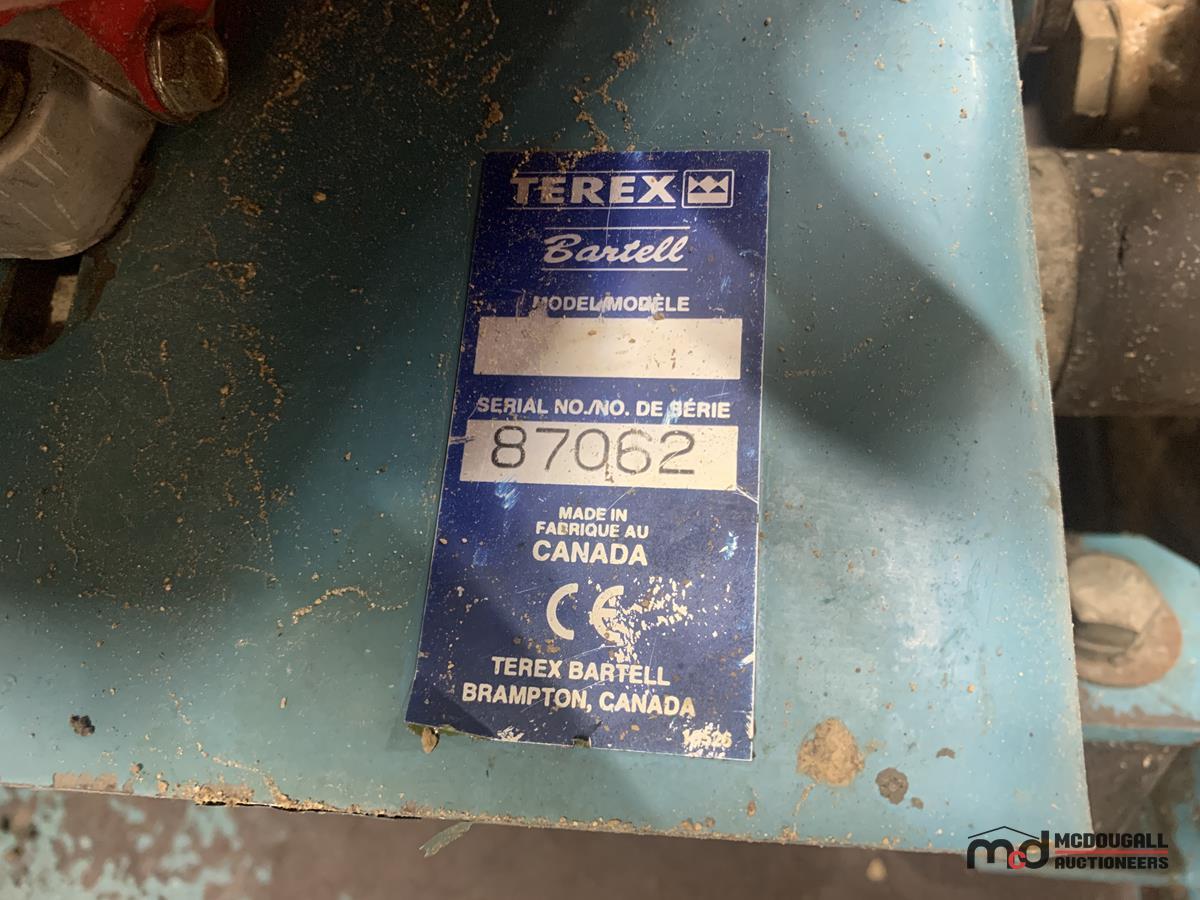 TEREX
Bartell
MODEL/MODÈLE
SERIAL NO./NO. DE SÉRIE
87062
MADE IN
FABRIQUE AU
CANADA
CE
TEREX BARTELL
BRAMPTON, CANADA
mcd MCDOUGALL
AUCTIONEERS